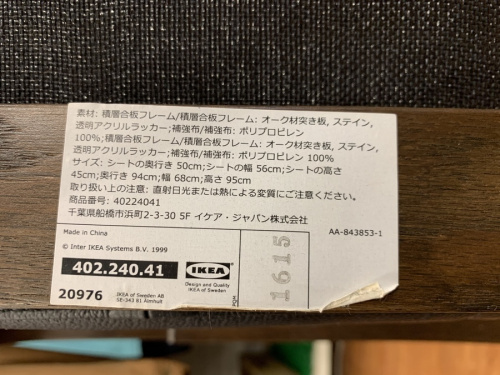 素材: 積層合板フレーム/積層合板フレーム: オーク材突き板, ステイン,
透明アクリルラッカー;補強布/補強布: ポリプロピレン
100%;積層合板フレーム/積層合板フレーム: オーク材突き板, ステイン,
透明アクリルラッカー;補強布/補強布: ポリプロピレン 100%
サイズ: シートの奥行き 50cm;シートの幅 56cm;シートの高さ
45cm;奥行き 94cm;幅 68cm;高さ 95cm
取り扱い上の注意: 直射日光または熱による変質にご注意ください。
商品番号: 40224041
千葉県船橋市浜町2-3-30 5F イケア・ジャパン株式会社
AA-843853-1
Made in China
© Inter IKEA Systems B.V. 1999
402.240.41
IKEA
Design and Quality
IKEA of Sweden
20976
IKEA of Sweden AB
SE-343 81 Älmhult
PQM
1615